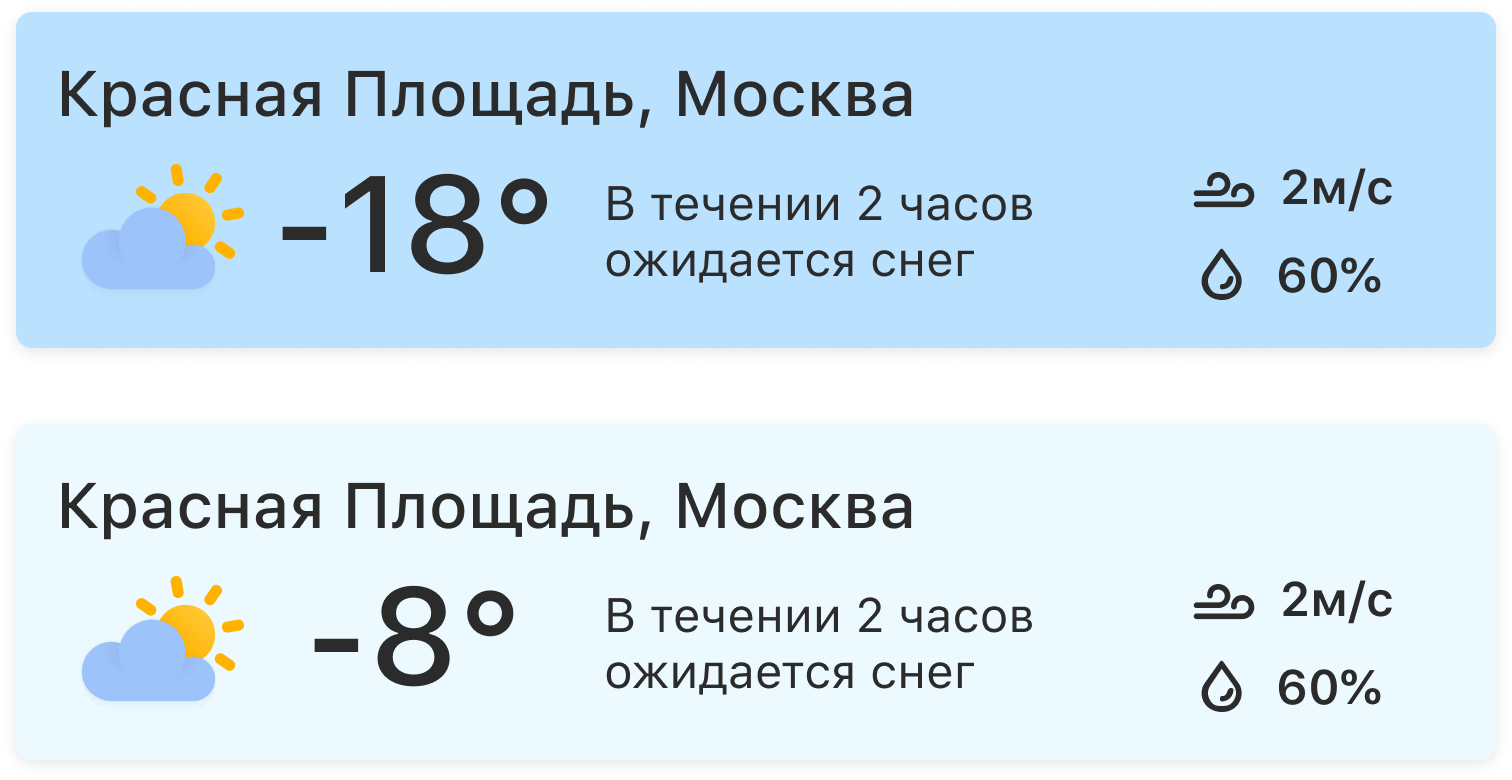 Красная Площадь, Москва
-18°
В течении 2 часов
ожидается снег
2м/с
60%
Красная Площадь, Москва
-8°
В течении 2 часов
ожидается снег
2м/с
60%